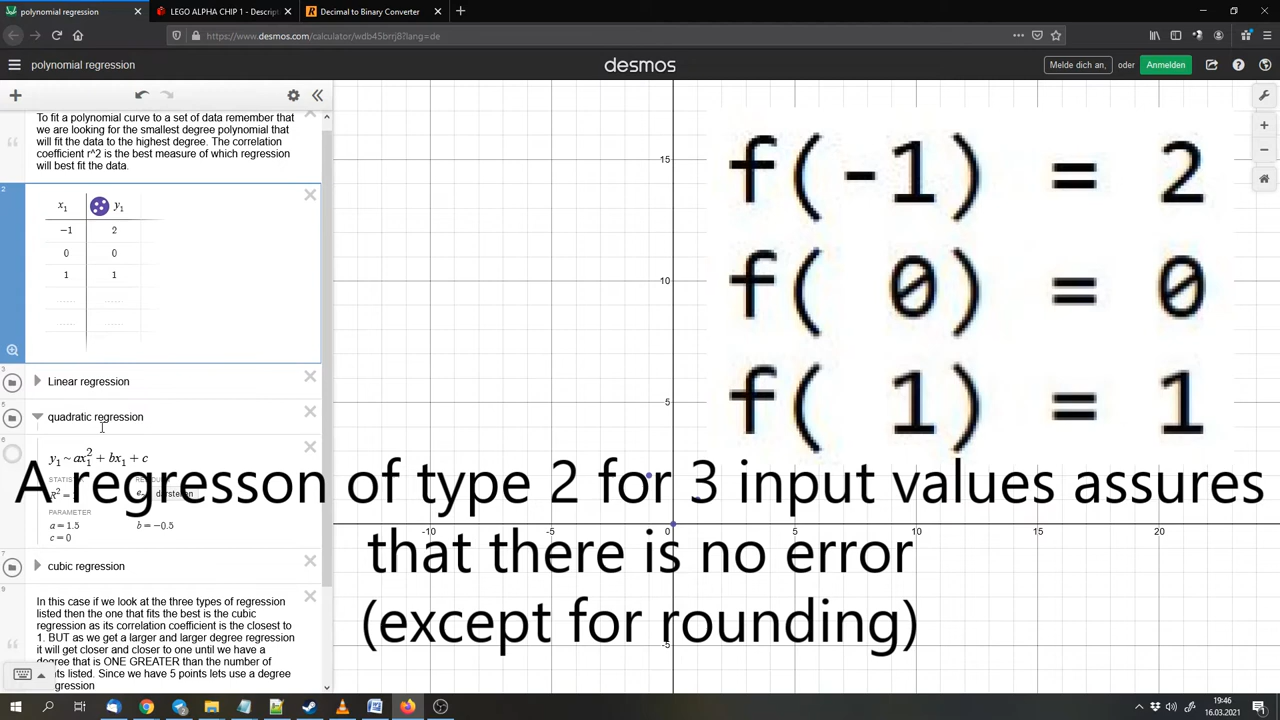 polynomial regression
LEGO ALPHA CHIP 1 - Descript
Decimal to Binary Converter
https://www.desmos.com/calculator/wdb45brrj8?lang=de
polynomial regression
desmos
Melde dich an,
oder
Anmelden
To fit a polynomial curve to a set of data remember that
we are looking for the smallest degree polynomial that
will fit the data to the highest degree. The correlation
coefficient r^2 is the best measure of which regression
will best fit the data.
2
x₁ y₁
−1 2
0 0
1 1
3
Linear regression
5
quadratic regression
6
y₁ ~ ax₁² + bx₁ + c
R² =
darstellen
PARAMETER
a = 1.5 b = −0.5
c = 0
7
cubic regression
9
In this case if we look at the three types of regression
listed then the one that fits the best is the cubic
regression as its correlation coefficient is the closest to
1. BUT as we get a larger and larger degree regression
it will get closer and closer to one until we have a
degree that is ONE GREATER than the number of
listed. Since we have 5 points lets use a degree
f(-1) = 2
f( 0) = 0
f( 1) = 1
A regresson of type 2 for 3 input values assures
that there is no error
(except for rounding)
15
10
5
-10
0
5
10
15
20
-5
19:46
16.03.2021